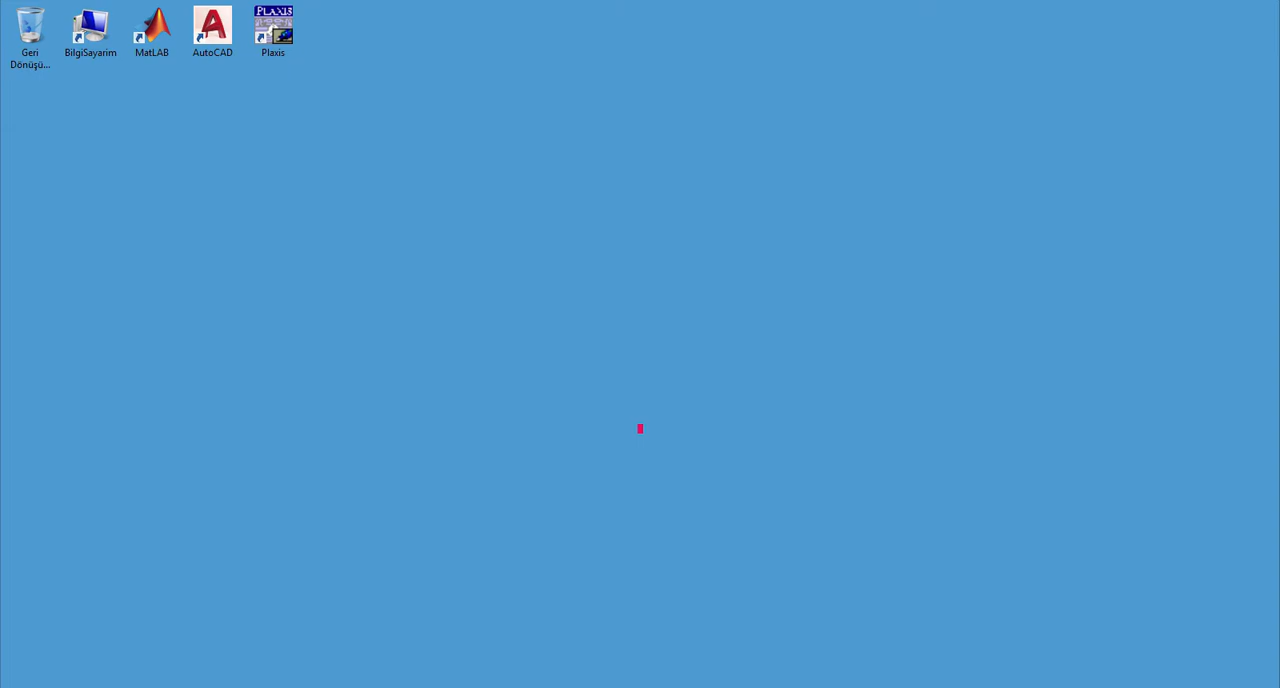 PLAXIS
Geri
Dönüşü...
BilgiSayarim
MatLAB
AutoCAD
Plaxis